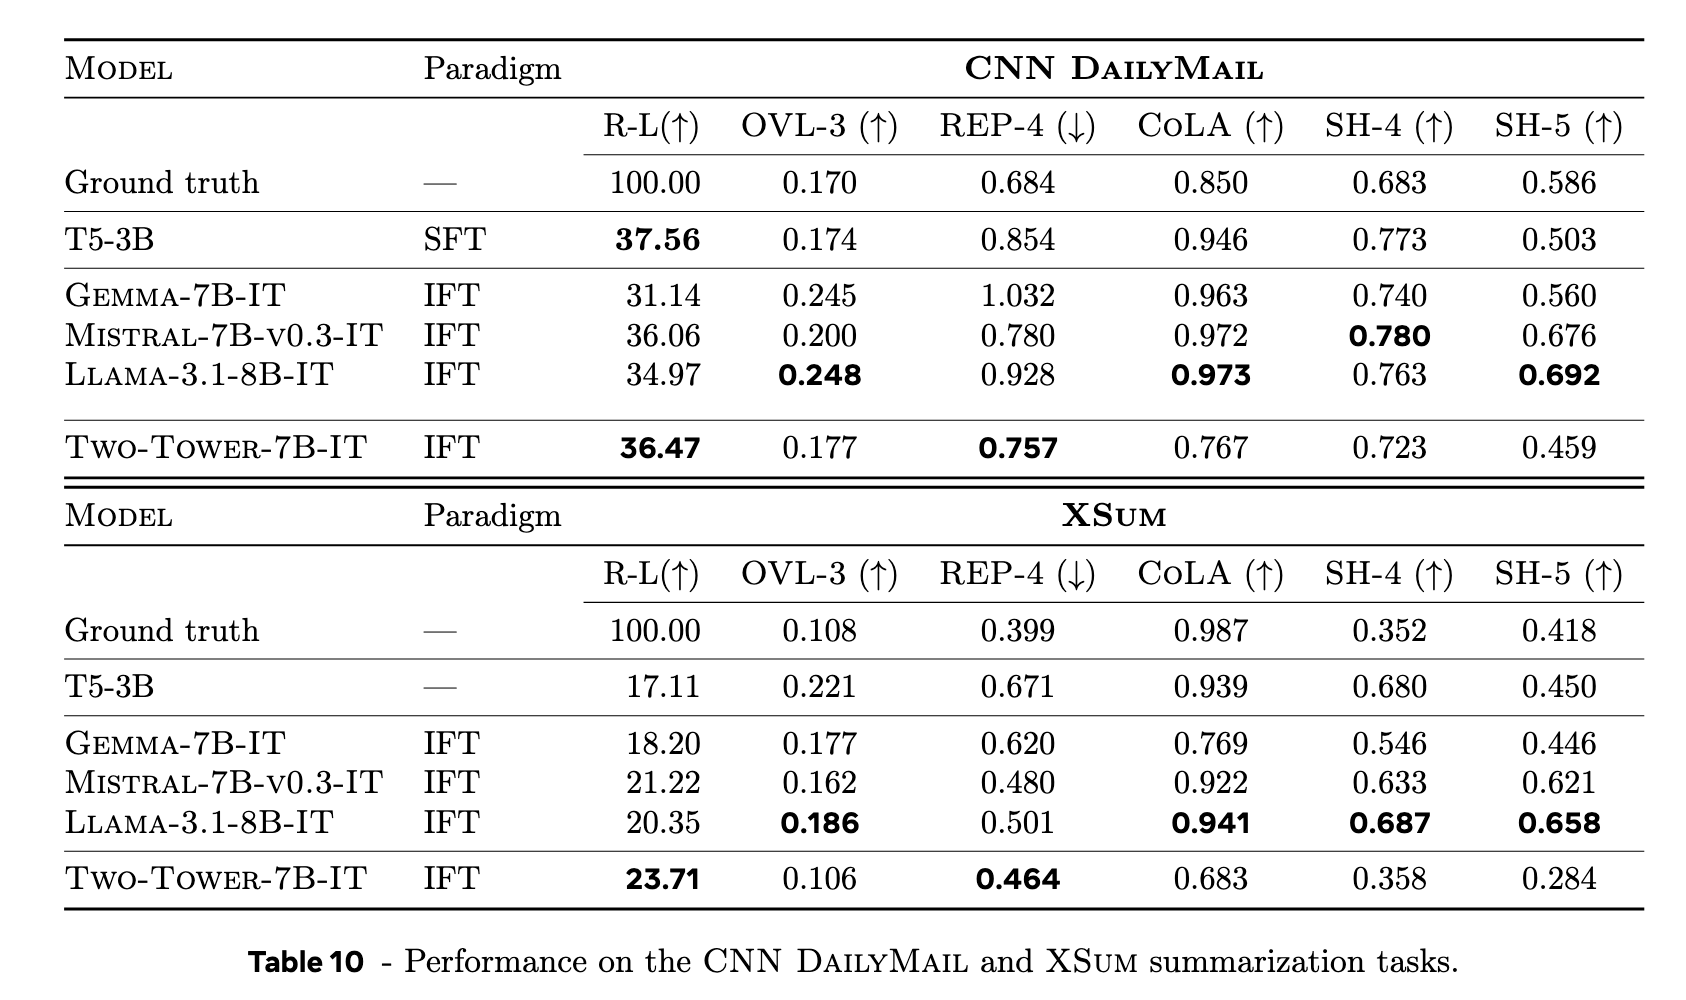 MODEL Paradigm CNN DAILYMAIL
R-L(↑) OVL-3 (↑) REP-4 (↓) COLA (↑) SH-4 (↑) SH-5 (↑)
Ground truth — 100.00 0.170 0.684 0.850 0.683 0.586
T5-3B SFT 37.56 0.174 0.854 0.946 0.773 0.503
GEMMA-7B-IT IFT 31.14 0.245 1.032 0.963 0.740 0.560
MISTRAL-7B-V0.3-IT IFT 36.06 0.200 0.780 0.972 0.780 0.676
LLAMA-3.1-8B-IT IFT 34.97 0.248 0.928 0.973 0.763 0.692
TWO-TOWER-7B-IT IFT 36.47 0.177 0.757 0.767 0.723 0.459
MODEL Paradigm XSUM
R-L(↑) OVL-3 (↑) REP-4 (↓) COLA (↑) SH-4 (↑) SH-5 (↑)
Ground truth — 100.00 0.108 0.399 0.987 0.352 0.418
T5-3B — 17.11 0.221 0.671 0.939 0.680 0.450
GEMMA-7B-IT IFT 18.20 0.177 0.620 0.769 0.546 0.446
MISTRAL-7B-V0.3-IT IFT 21.22 0.162 0.480 0.922 0.633 0.621
LLAMA-3.1-8B-IT IFT 20.35 0.186 0.501 0.941 0.687 0.658
TWO-TOWER-7B-IT IFT 23.71 0.106 0.464 0.683 0.358 0.284
Table 10 - Performance on the CNN DAILYMAIL and XSUM summarization tasks.